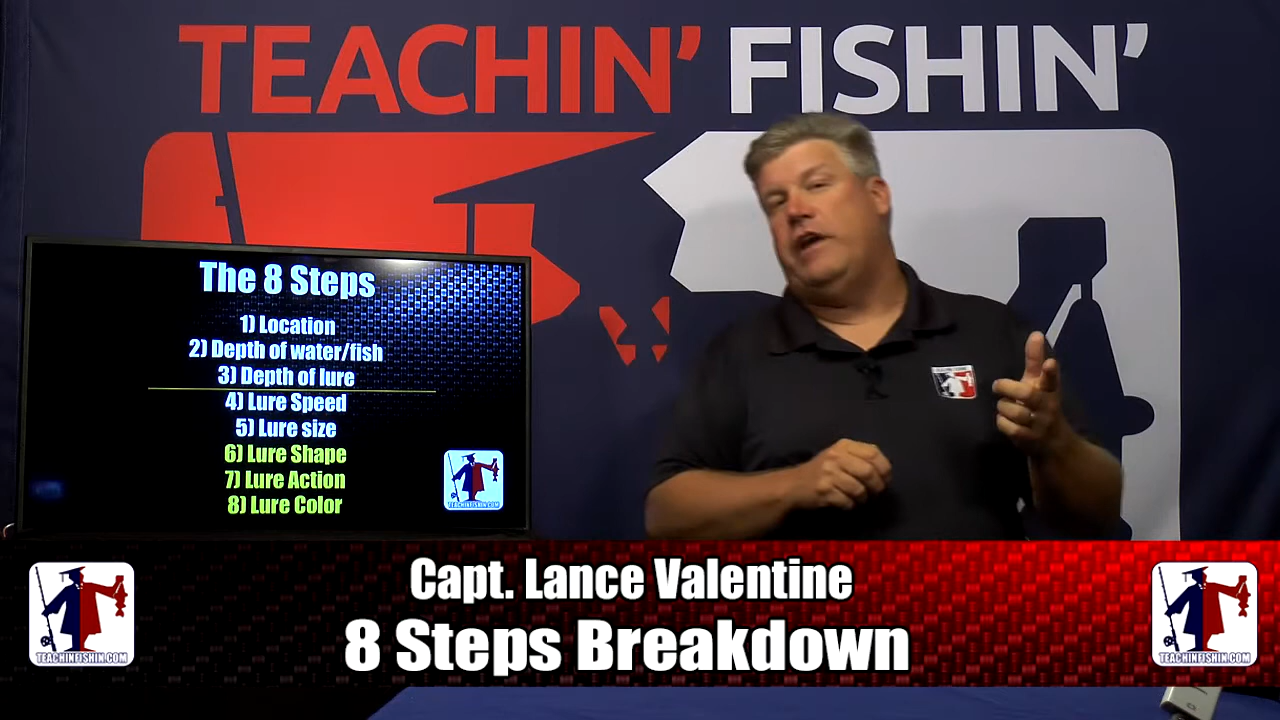 TEACHIN' FISHIN'
The 8 Steps
1) Location
2) Depth of water/fish
3) Depth of lure
4) Lure Speed
5) Lure size
6) Lure Shape
7) Lure Action
8) Lure Color
TEACHINFISHIN.COM
Capt. Lance Valentine
8 Steps Breakdown
TEACHINFISHIN.COM
TEACHINFISHIN.COM